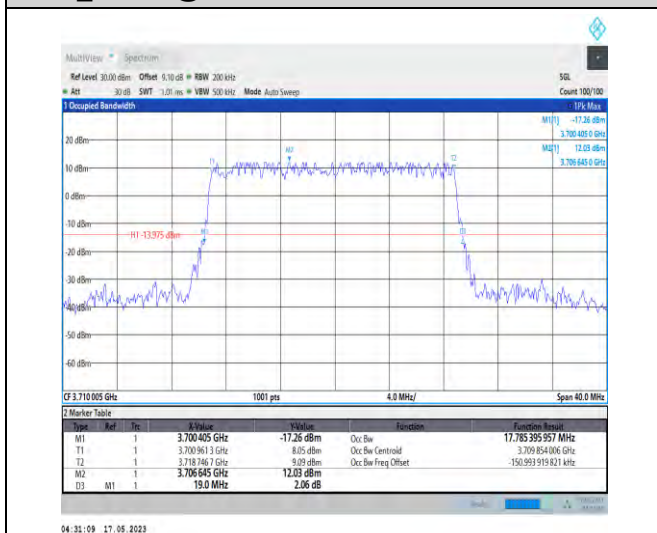 MultiView Spectrum
Ref Level 30.00 dBm Offset 9.10 dB RBW 200 kHz SGL
Att 30 dB SWT 1.01 ms VBW 500 kHz Mode Auto Sweep Count 100/100
1 Occupied Bandwidth 1Pk Max
M1[1] -17.26 dBm
3.700 405 0 GHz
M2[1] 12.03 dBm
3.706 645 0 GHz
20 dBm
M2
T1 T2
10 dBm
0 dBm
-10 dBm
H1 -13.975 dBm M1 D3
-20 dBm
-30 dBm
-40 dBm
-50 dBm
-60 dBm
CF 3.710 005 GHz 1001 pts 4.0 MHz/ Span 40.0 MHz
2 Marker Table
Type Ref Trc X-Value Y-Value Function Function Result
M1 1 3.700 405 GHz -17.26 dBm Occ Bw 17.785 395 957 MHz
T1 1 3.700 961 3 GHz 8.05 dBm Occ Bw Centroid 3.709 854 006 GHz
T2 1 3.718 746 7 GHz 9.09 dBm Occ Bw Freq Offset -150.993 919 821 kHz
M2 1 3.706 645 GHz 12.03 dBm
D3 M1 1 19.0 MHz 2.06 dB
04:31:09 17.05.2023